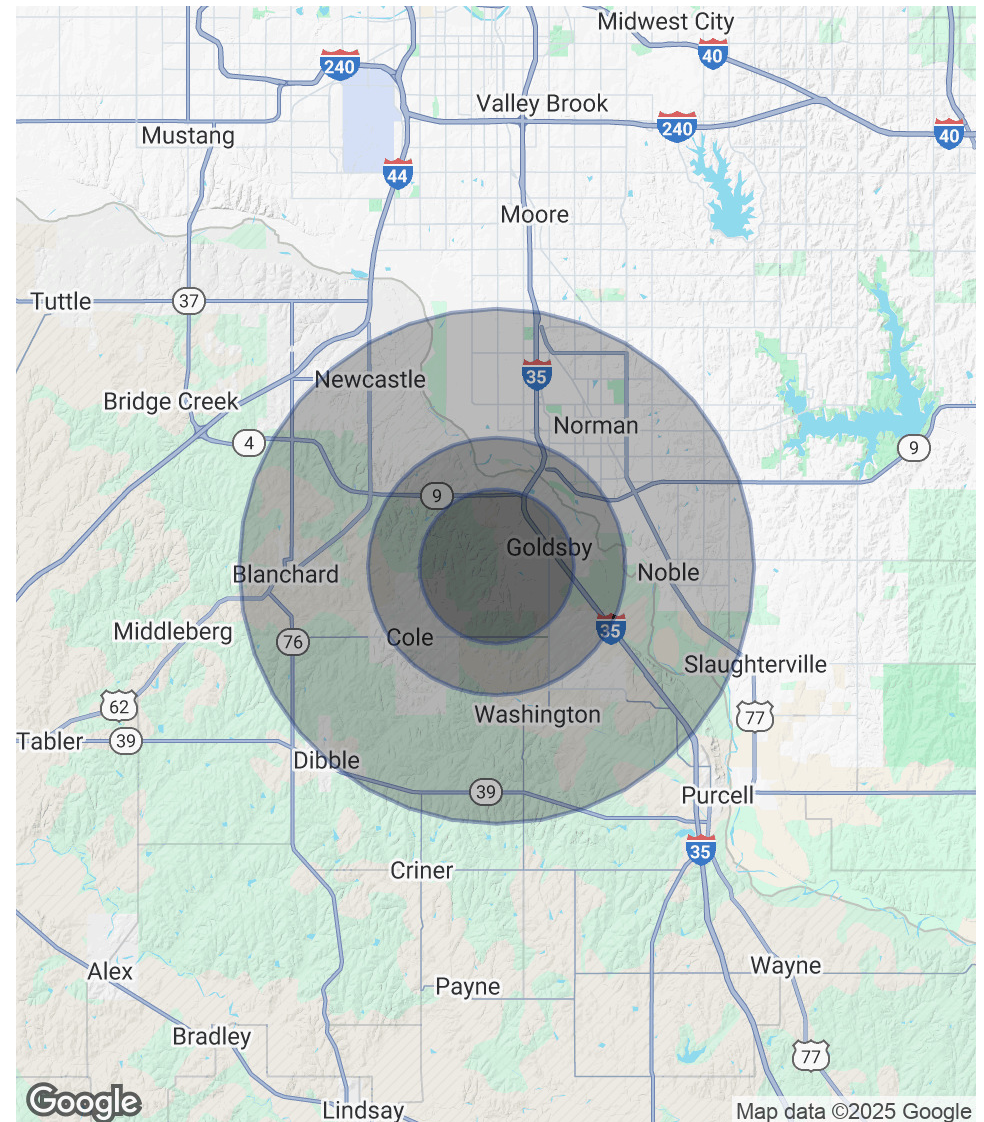 Midwest City
40
240
Valley Brook
240
40
Mustang
44
Moore
Tuttle
37
35
Newcastle
Bridge Creek
Norman
4
9
9
Goldsby
Blanchard
Noble
Middleberg
35
76
Cole
Slaughterville
62
77
Washington
Tabler
39
Dibble
39
Purcell
35
Criner
Alex
Wayne
Payne
Bradley
77
Google
Lindsay
Map data ©2025 Google